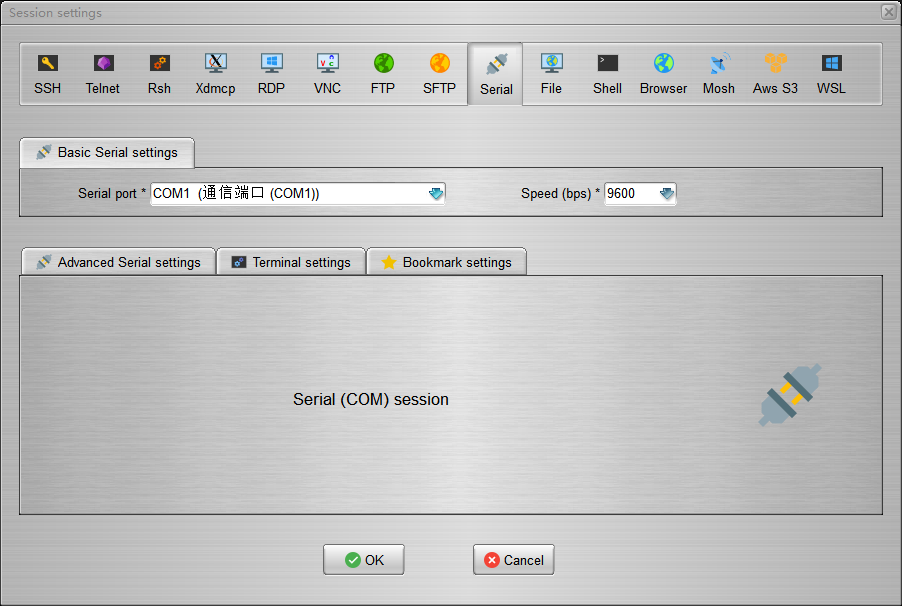 Session settings
SSH Telnet Rsh Xdmcp RDP VNC FTP SFTP Serial File Shell Browser Mosh Aws S3 WSL
Basic Serial settings
Serial port * COM1 (通信端口 (COM1)) Speed (bps) * 9600
Advanced Serial settings Terminal settings Bookmark settings
Serial (COM) session
OK Cancel